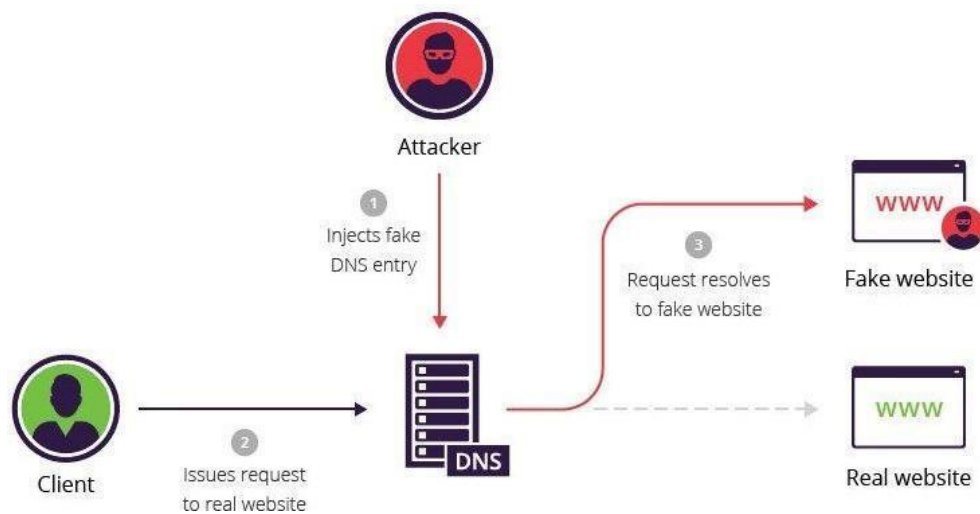 Attacker
1
Injects fake
DNS entry
3
Request resolves
to fake website
www
Fake website
Client
2
Issues request
to real website
DNS
www
Real website